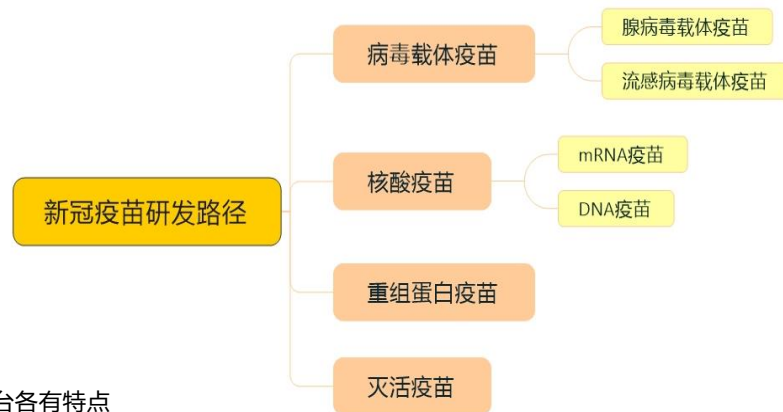 新冠疫苗研发路径
病毒载体疫苗
腺病毒载体疫苗
流感病毒载体疫苗
核酸疫苗
mRNA疫苗
DNA疫苗
重组蛋白疫苗
灭活疫苗
台各有特点